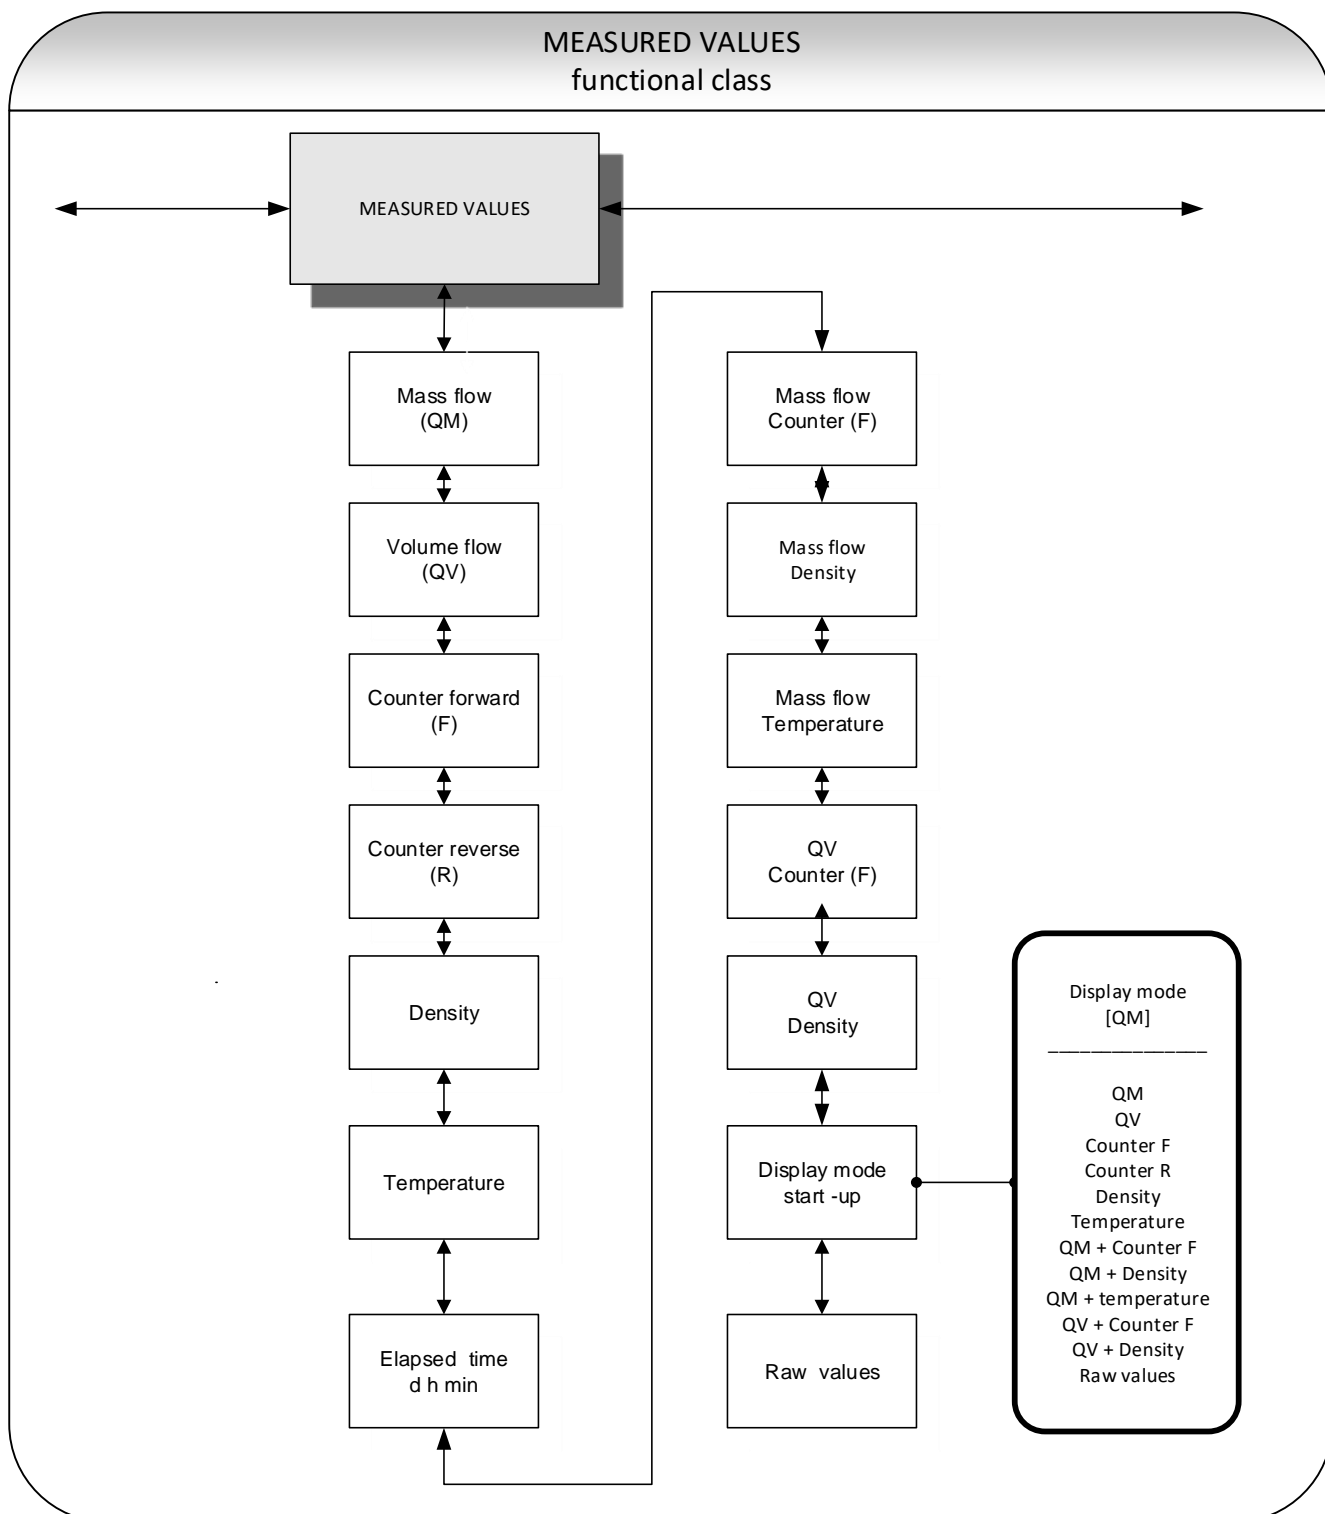 MEASURED VALUES
functional class
MEASURED VALUES
Mass flow
(QM)
Volume flow
(QV)
Counter forward
(F)
Counter reverse
(R)
Density
Temperature
Elapsed time
d h min
Mass flow
Counter (F)
Mass flow
Density
Mass flow
Temperature
QV
Counter (F)
QV
Density
Display mode
start -up
Raw values
Display mode
[QM]
_______________
QM
QV
Counter F
Counter R
Density
Temperature
QM + Counter F
QM + Density
QM + temperature
QV + Counter F
QV + Density
Raw values